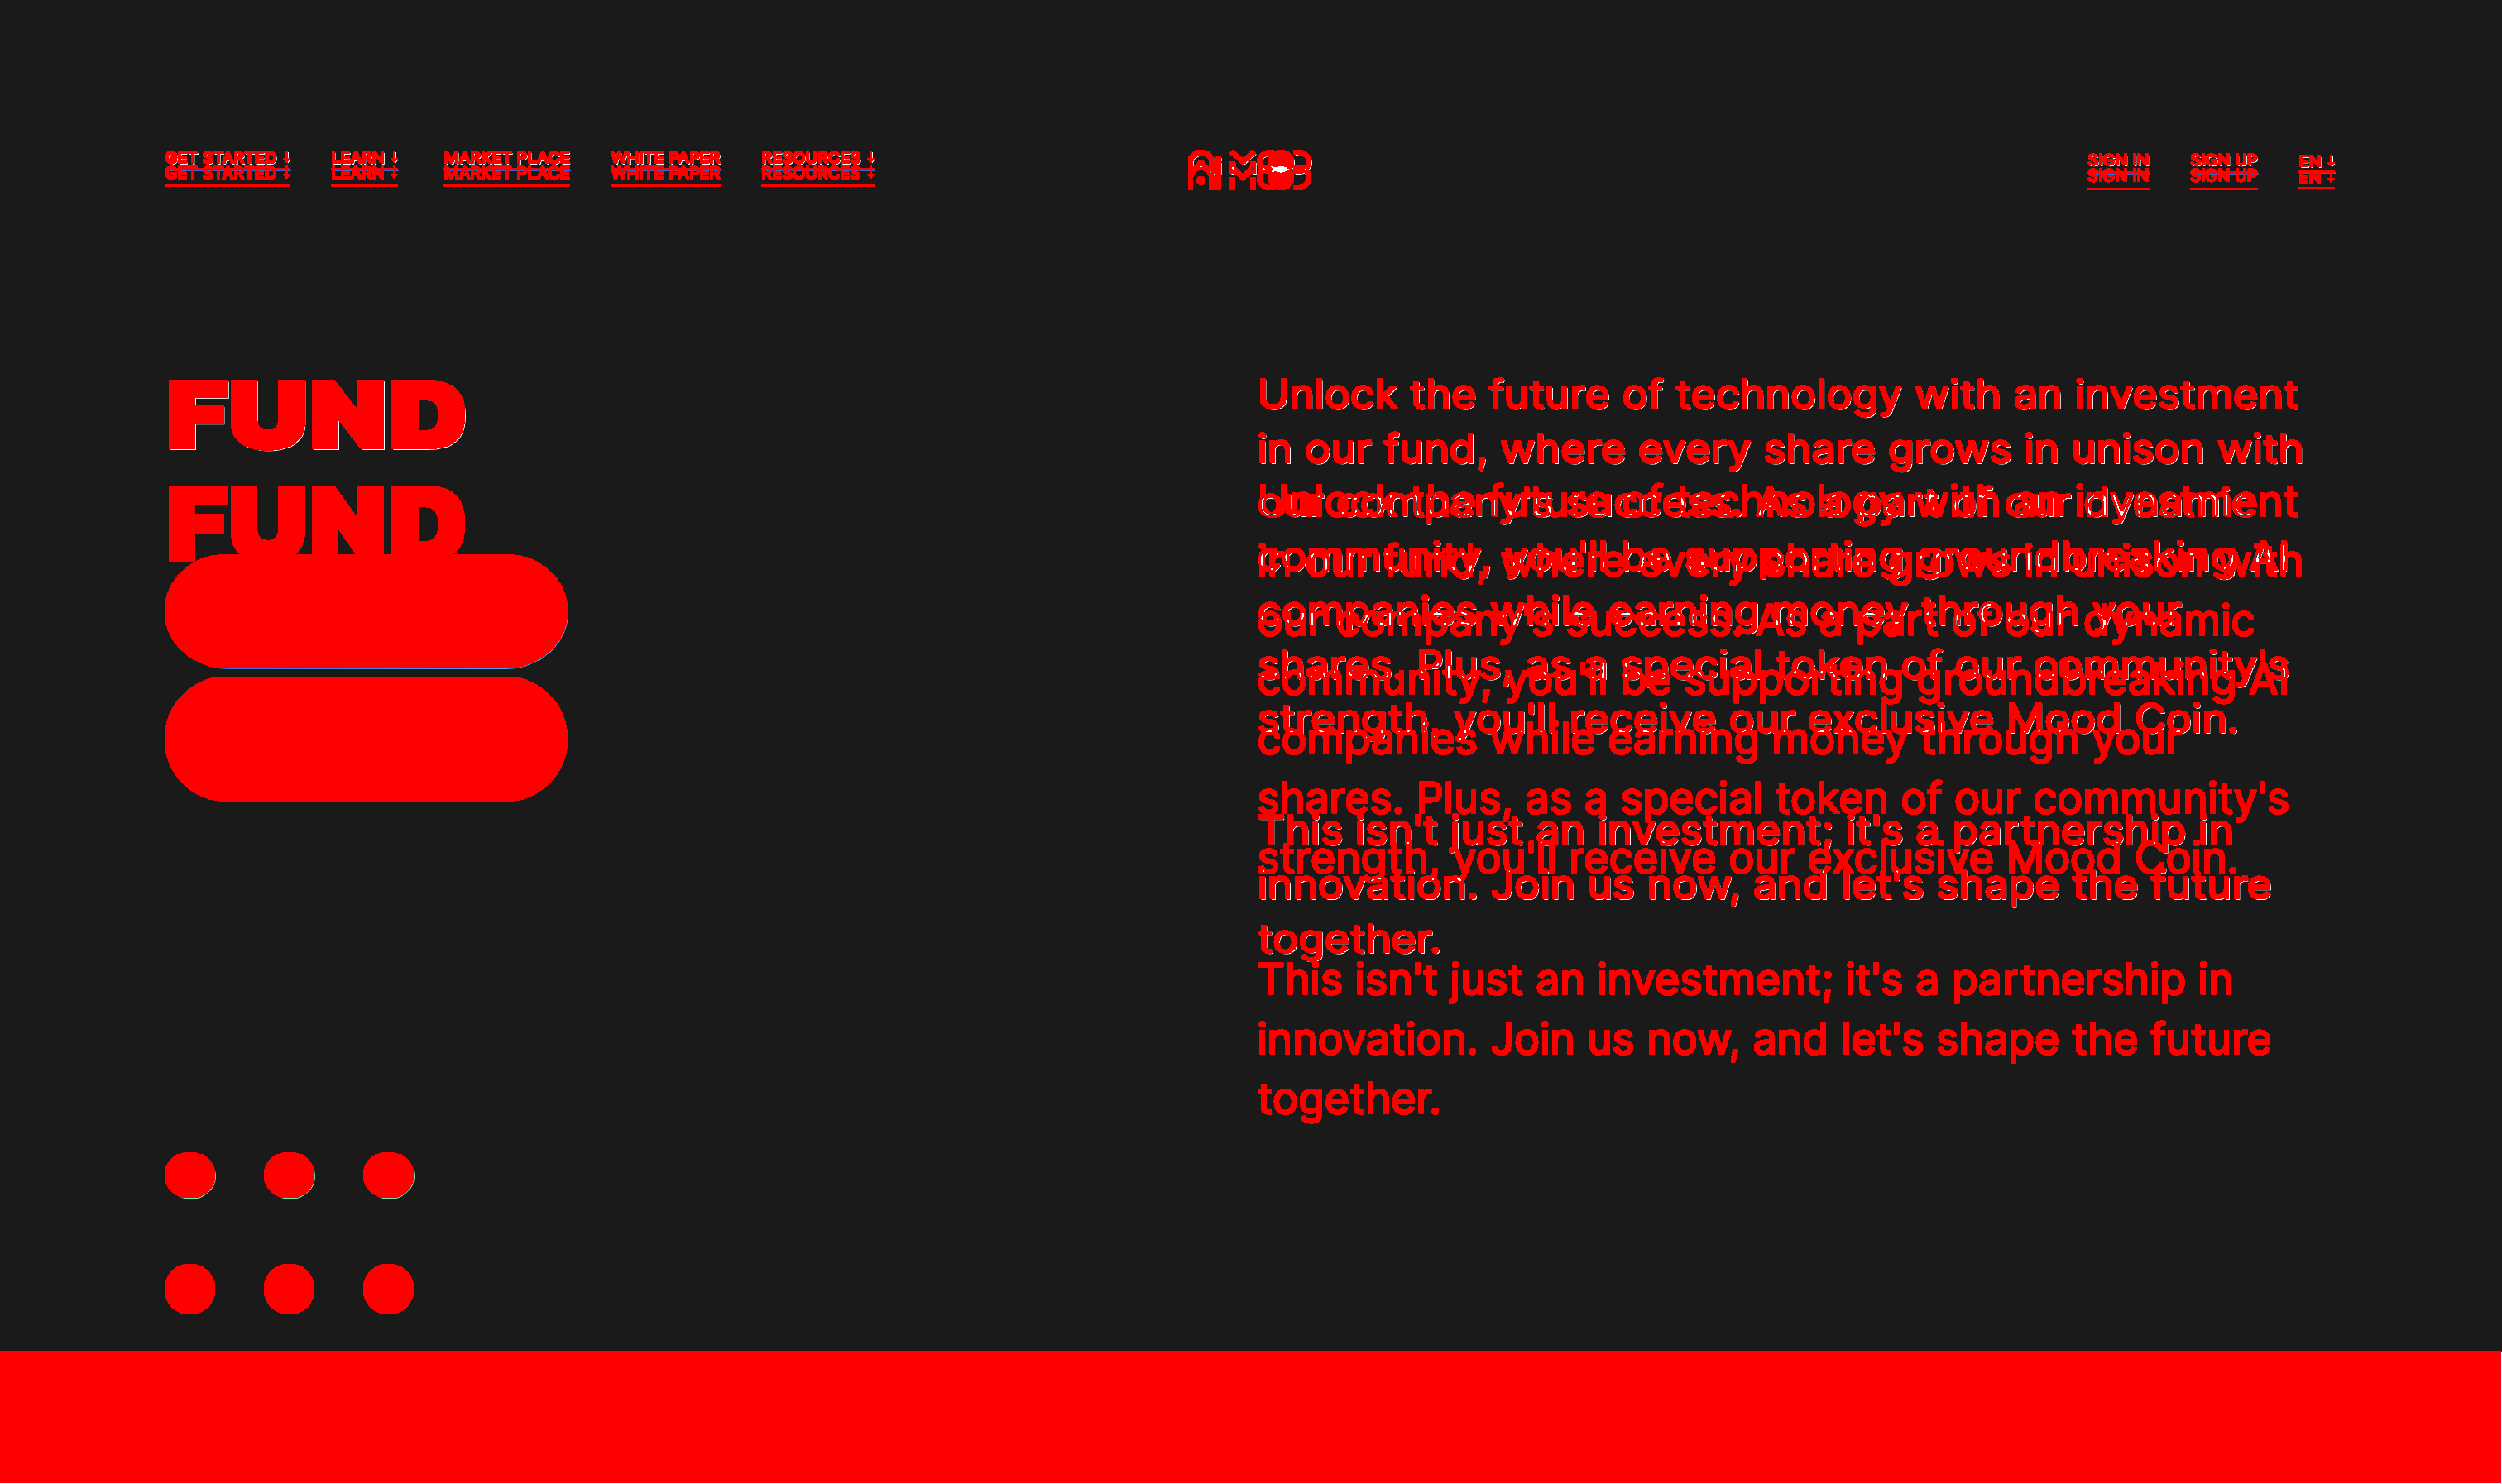 GET STARTED ↓ LEARN ↓ MARKET PLACE WHITE PAPER RESOURCES ↓ SIGN IN SIGN UP EN ↓
GET STARTED ↓ LEARN ↓ MARKET PLACE WHITE PAPER RESOURCES ↓ SIGN IN SIGN UP EN ↓
FUND
FUND
Unlock the future of technology with an investment
in our fund, where every share grows in unison with
our company's success. As a part of our dynamic
community, you'll be supporting groundbreaking AI
companies while earning money through your
shares. Plus, as a special token of our community's
strength, you'll receive our exclusive Mood Coin.
This isn't just an investment; it's a partnership in
innovation. Join us now, and let's shape the future
together.
Unlock the future of technology with an investment
in our fund, where every share grows in unison with
our company's success. As a part of our dynamic
community, you'll be supporting groundbreaking AI
companies while earning money through your
shares. Plus, as a special token of our community's
strength, you'll receive our exclusive Mood Coin.
This isn't just an investment; it's a partnership in
innovation. Join us now, and let's shape the future
together.